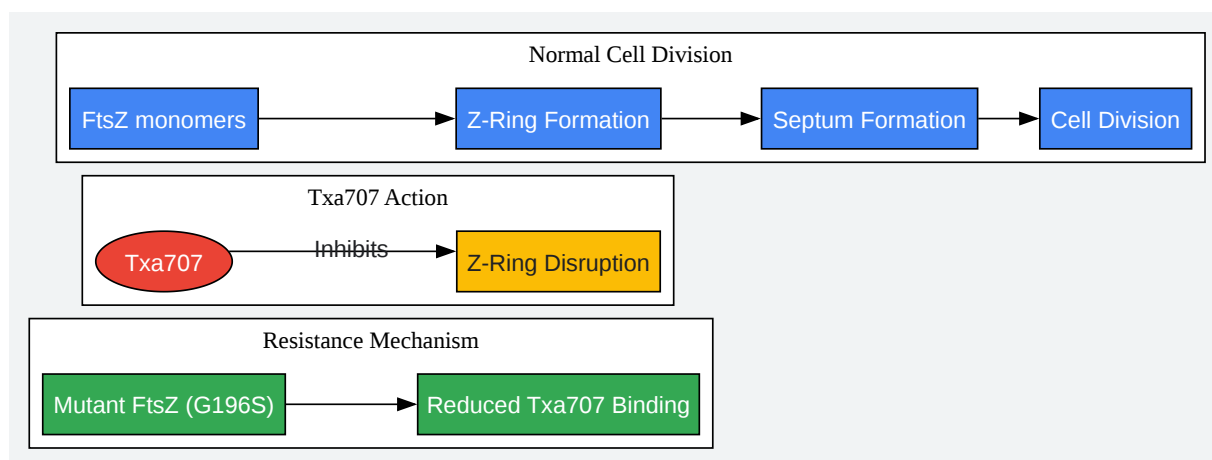 Normal Cell Division
FtsZ monomers
Z-Ring Formation
Septum Formation
Cell Division
Txa707 Action
Txa707
Inhibits
Z-Ring Disruption
Resistance Mechanism
Mutant FtsZ (G196S)
Reduced Txa707 Binding